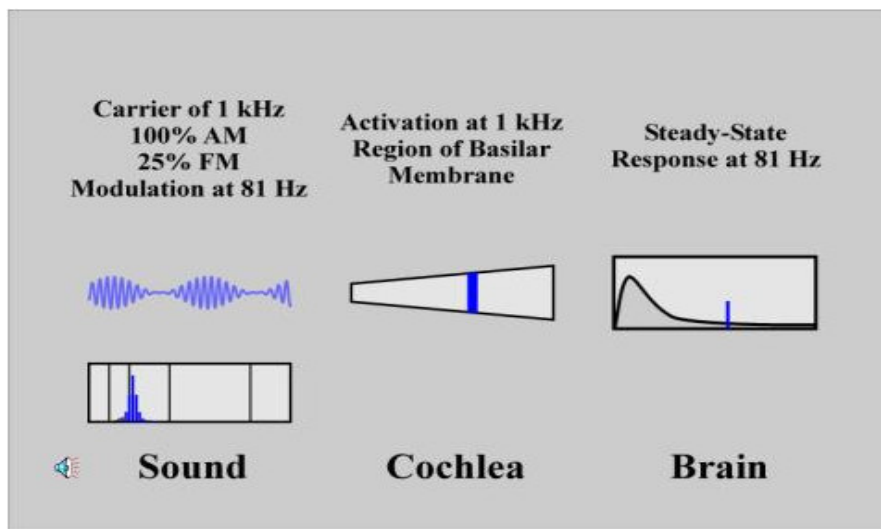 Carrier of 1 kHz
100% AM
25% FM
Modulation at 81 Hz
Activation at 1 kHz
Region of Basilar
Membrane
Steady-State
Response at 81 Hz
Sound
Cochlea
Brain